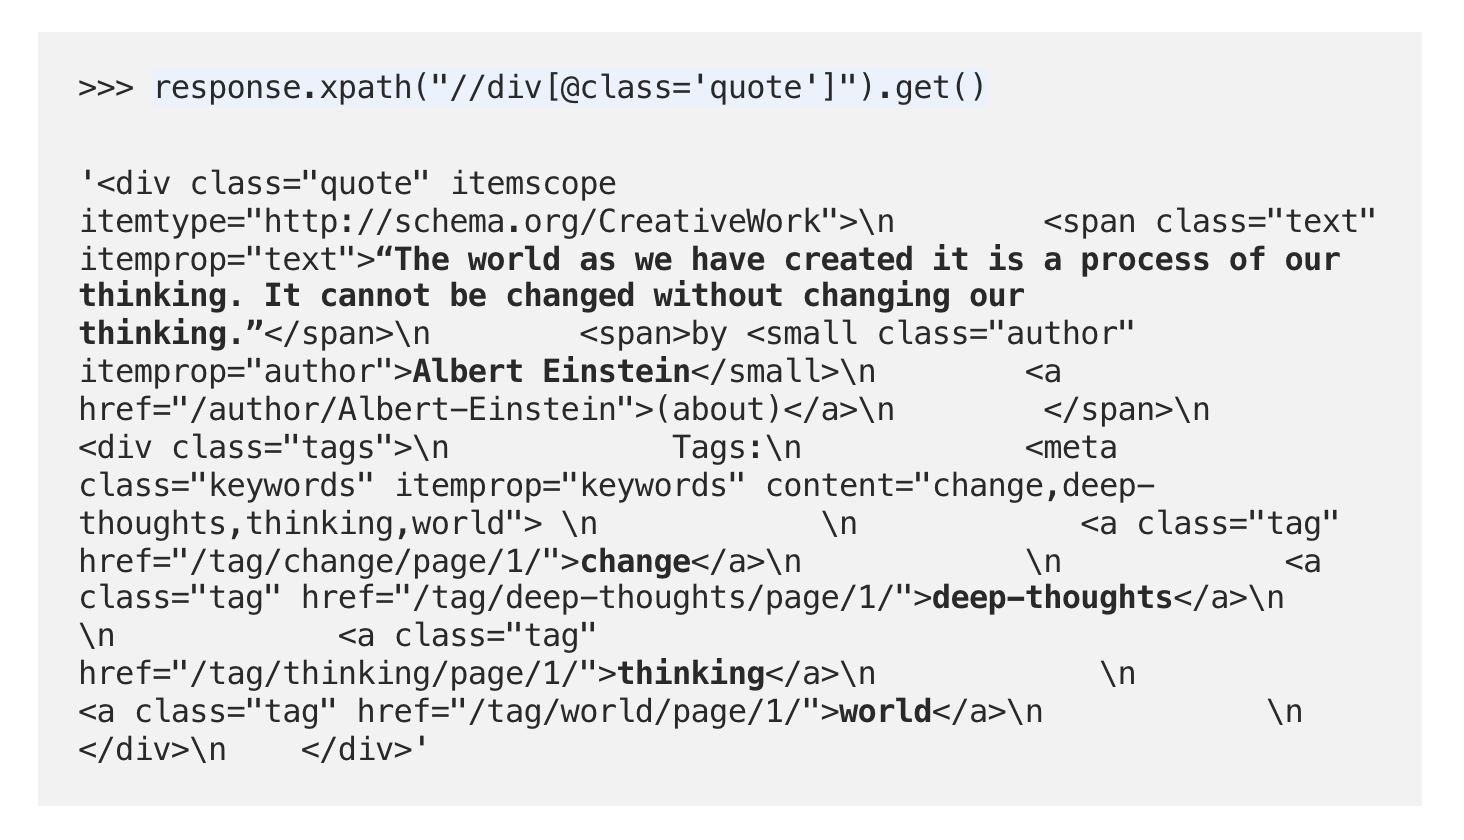 >>> response.xpath("//div[@class='quote']").get()
'<div class="quote" itemscope
itemtype="http://schema.org/CreativeWork">\n        <span class="text"
itemprop="text">“The world as we have created it is a process of our
thinking. It cannot be changed without changing our
thinking.”</span>\n        <span>by <small class="author"
itemprop="author">Albert Einstein</small>\n        <a
href="/author/Albert-Einstein">(about)</a>\n        </span>\n
<div class="tags">\n            Tags:\n            <meta
class="keywords" itemprop="keywords" content="change,deep-
thoughts,thinking,world"> \n            \n            <a class="tag"
href="/tag/change/page/1/">change</a>\n            \n            <a
class="tag" href="/tag/deep-thoughts/page/1/">deep-thoughts</a>\n
\n            <a class="tag"
href="/tag/thinking/page/1/">thinking</a>\n            \n
<a class="tag" href="/tag/world/page/1/">world</a>\n            \n
</div>\n    </div>'